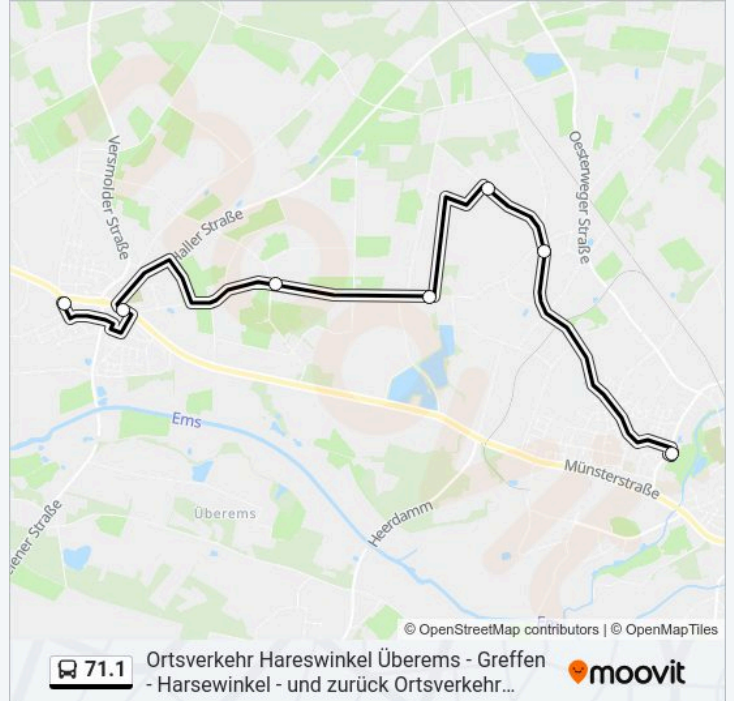 Oesterweger Straße
Versmolder Straße
Haller Straße
Ems
Münsterstraße
Überems
Heerdamm
iener Straße
© OpenStreetMap contributors | © OpenMapTiles
71.1
Ortsverkehr Hareswinkel Überems - Greffen
- Harsewinkel - und zurück Ortsverkehr…
moovit